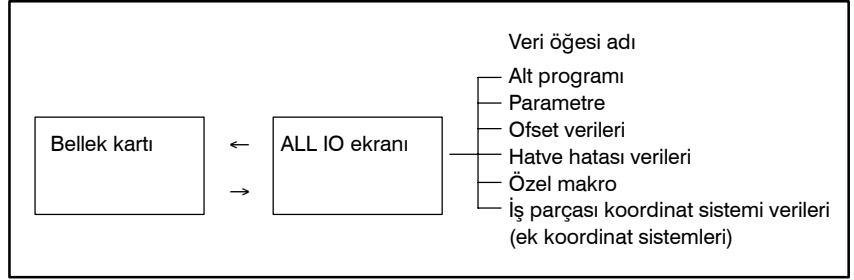 Bellek kartı
←
→
ALL IO ekranı
Veri öğesi adı
Alt programı
Parametre
Ofset verileri
Hatve hatası verileri
Özel makro
İş parçası koordinat sistemi verileri
(ek koordinat sistemleri)